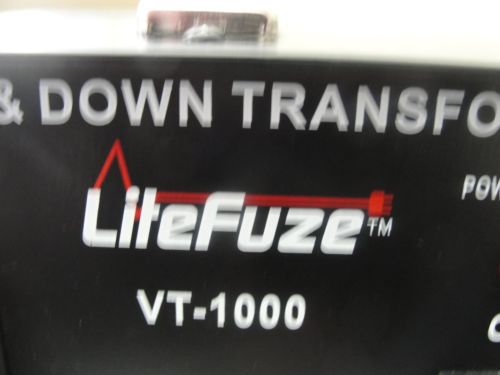 & DOWN TRANSFO
LiteFuze™
POW
VT-1000